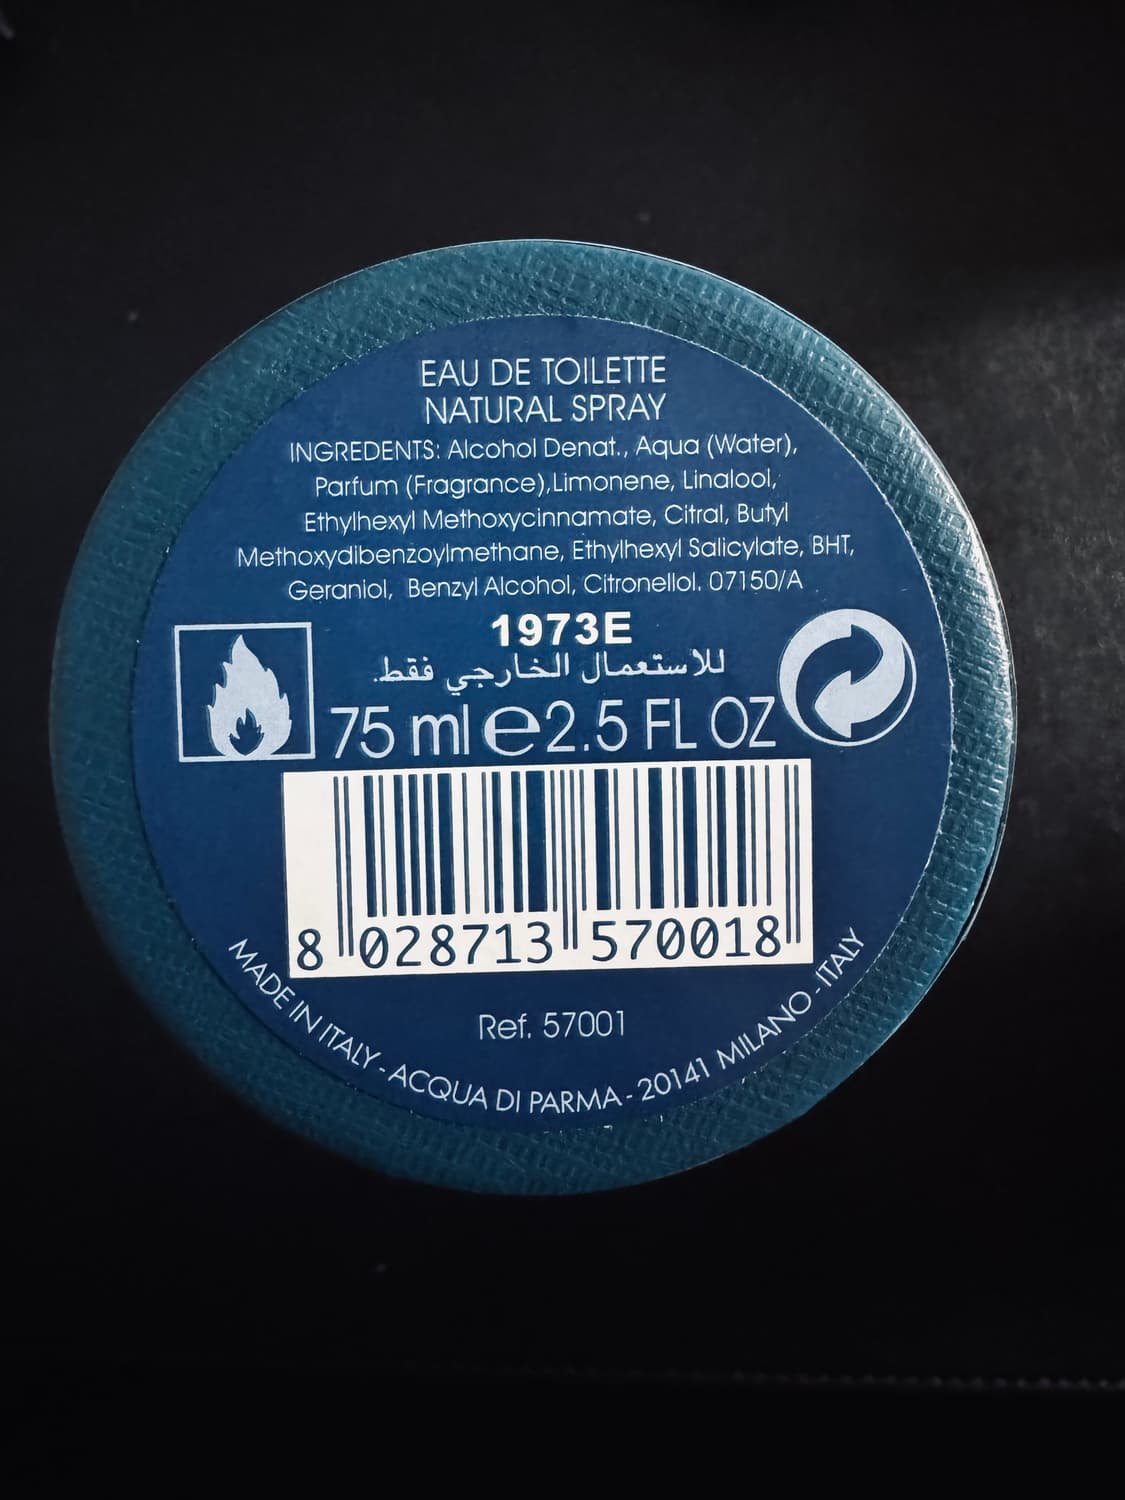 EAU DE TOILETTE
NATURAL SPRAY
INGREDENTS: Alcohol Denat., Aqua (Water),
Parfum (Fragrance),Limonene, Linalool,
Ethylhexyl Methoxycinnamate, Citral, Butyl
Methoxydibenzoylmethane, Ethylhexyl Salicylate, BHT,
Geraniol, Benzyl Alcohol, Citronellol. 07150/A
1973E
للاستعمال الخارجي فقط.
75 ml e 2.5 FL OZ
8 028713 570018
Ref. 57001
MADE IN ITALY - ACQUA DI PARMA - 20141 MILANO - ITALY